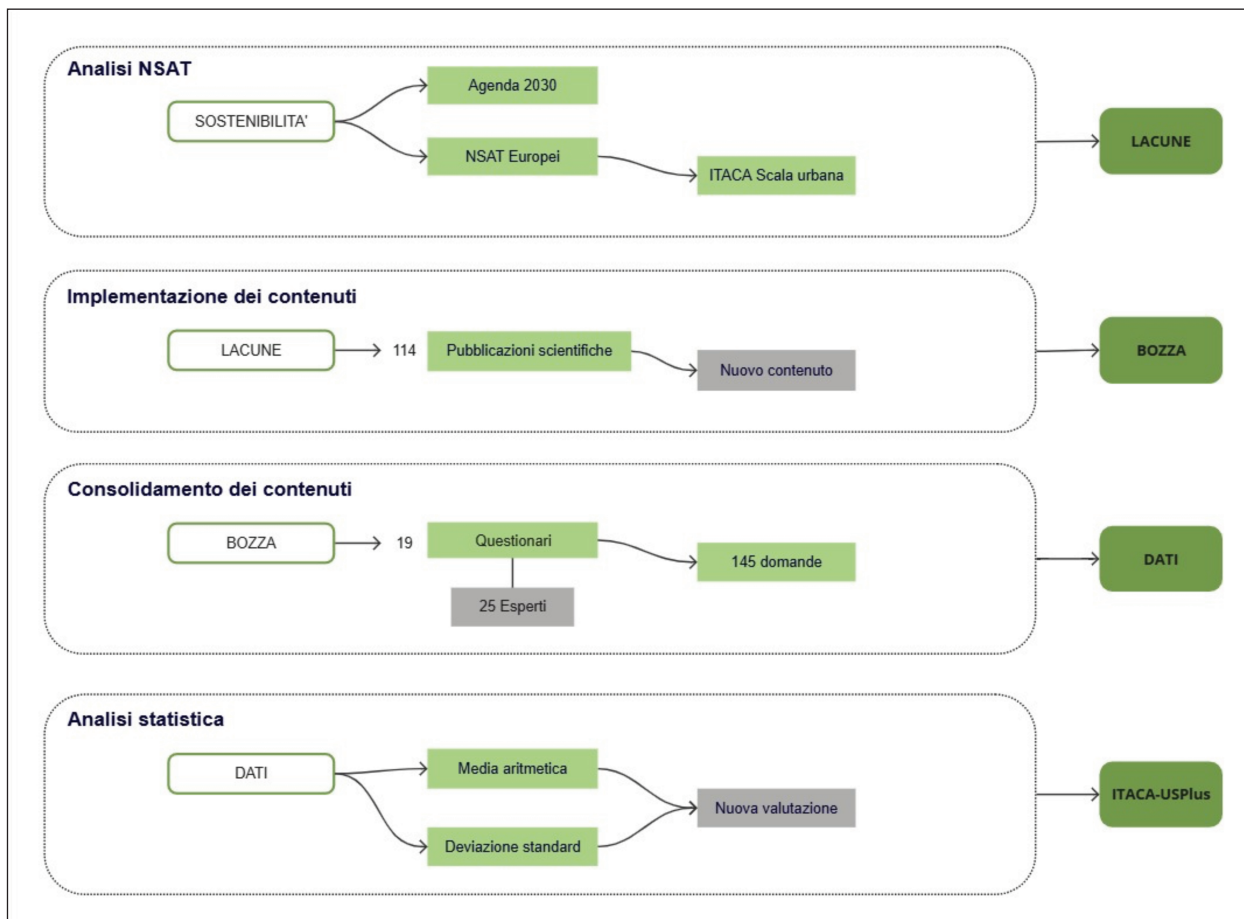 Analisi NSAT
SOSTENIBILITA'
Agenda 2030
NSAT Europei
ITACA Scala urbana
LACUNE
Implementazione dei contenuti
LACUNE
114
Pubblicazioni scientifiche
Nuovo contenuto
BOZZA
Consolidamento dei contenuti
BOZZA
19
Questionari
25 Esperti
145 domande
DATI
Analisi statistica
DATI
Media aritmetica
Deviazione standard
Nuova valutazione
ITACA-USPlus